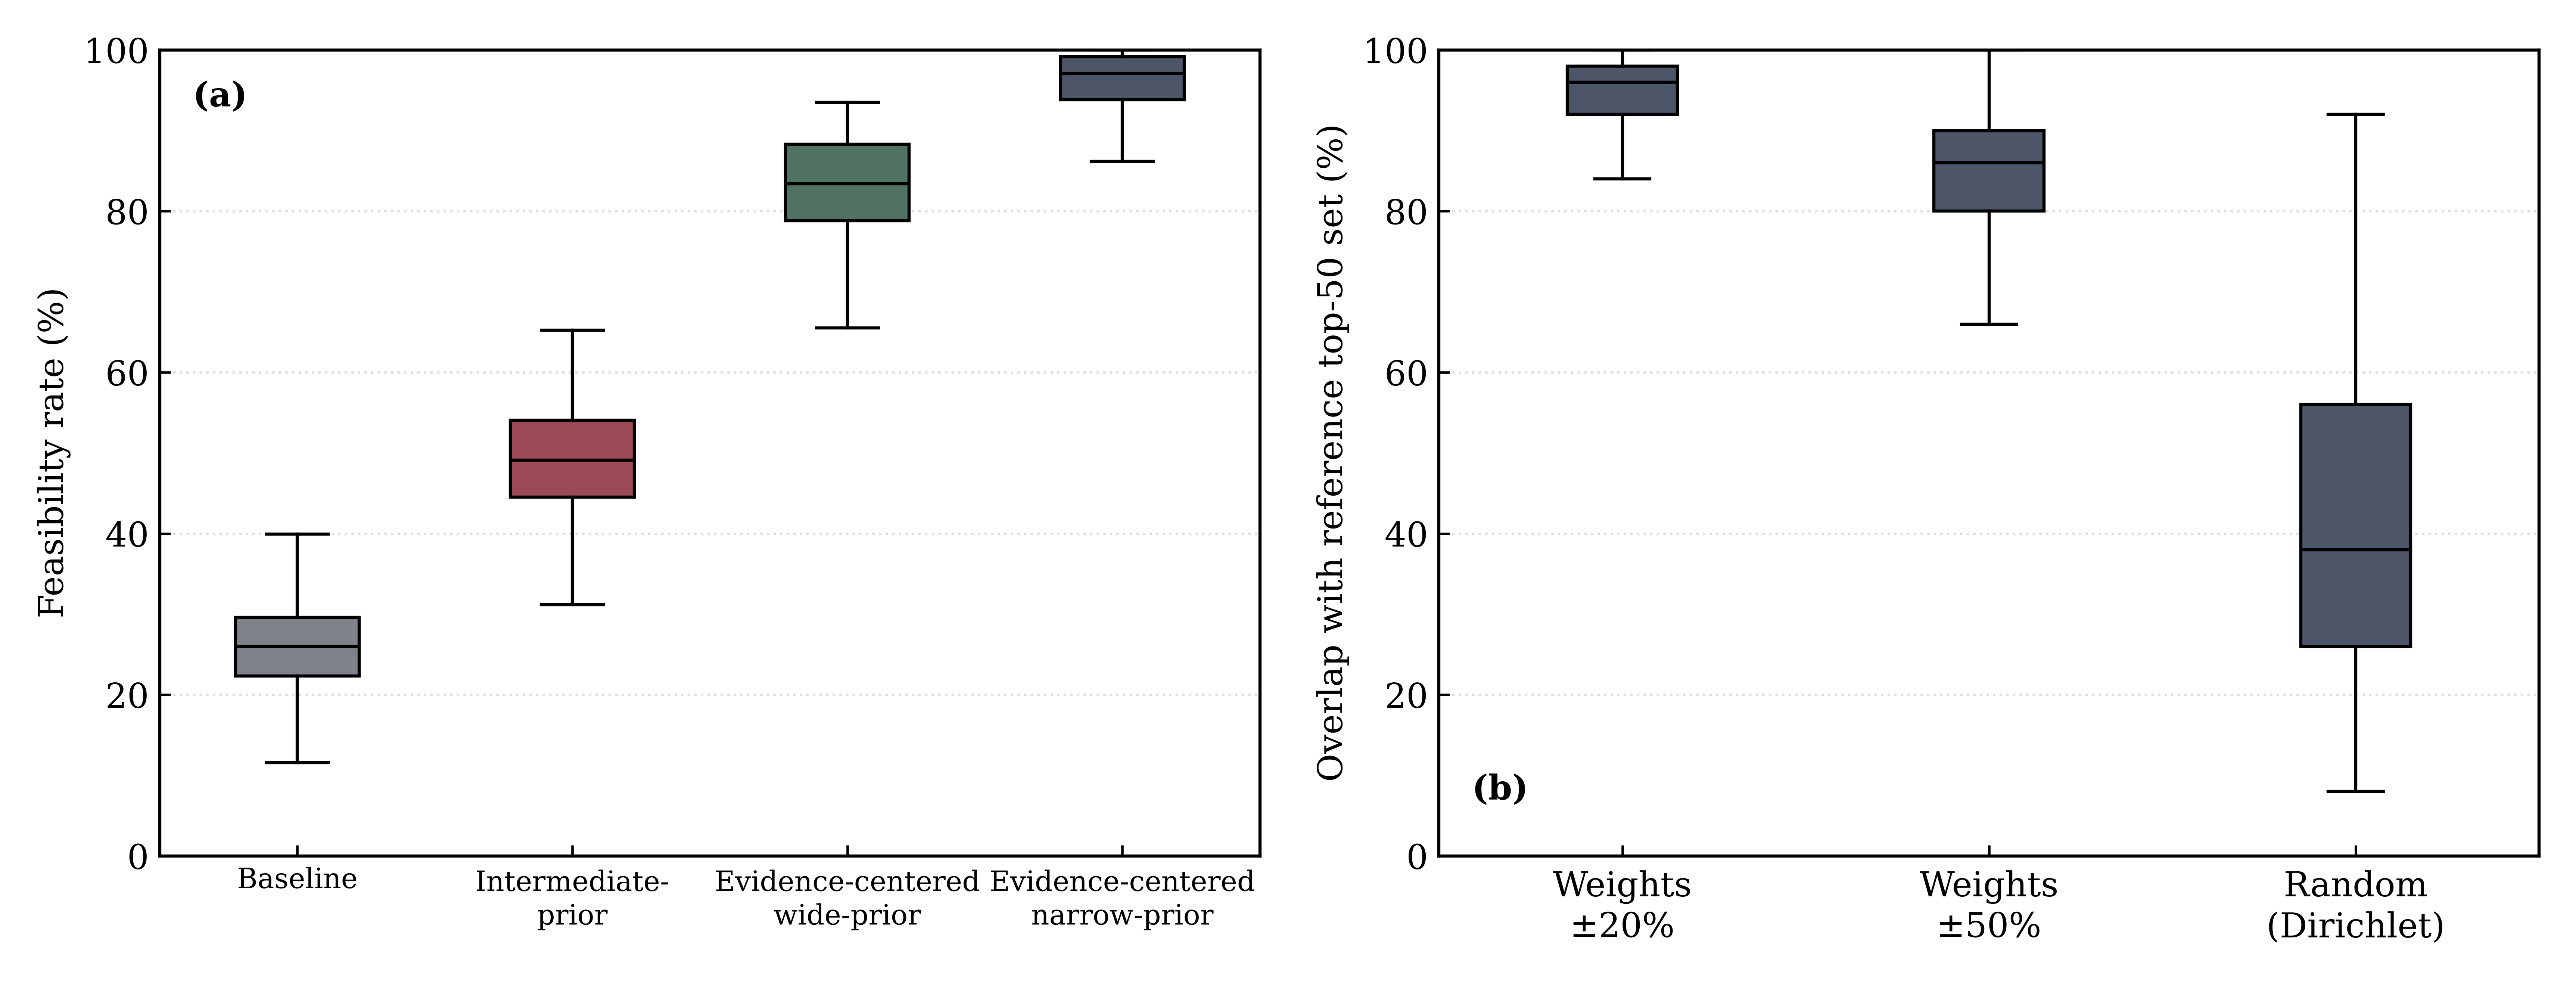 (a)
Feasibility rate (%)
100
80
60
40
20
0
Baseline
Intermediate-
prior
Evidence-centered
wide-prior
Evidence-centered
narrow-prior
(b)
Overlap with reference top-50 set (%)
100
80
60
40
20
0
Weights
±20%
Weights
±50%
Random
(Dirichlet)